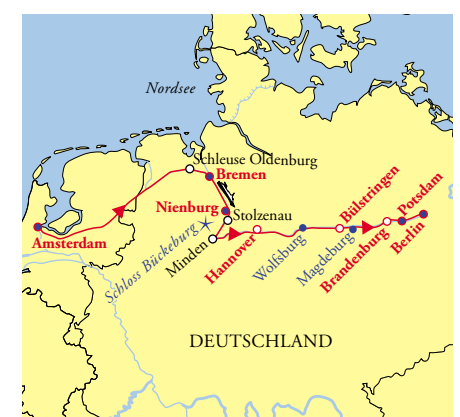 Nordsee
Schleuse Oldenburg
Bremen
Nienburg
Stolzenau
Bülstringen
Potsdam
Amsterdam
Schloss Bückeburg
Minden
Hannover
Wolfsburg
Magdeburg
Brandenburg
Berlin
DEUTSCHLAND